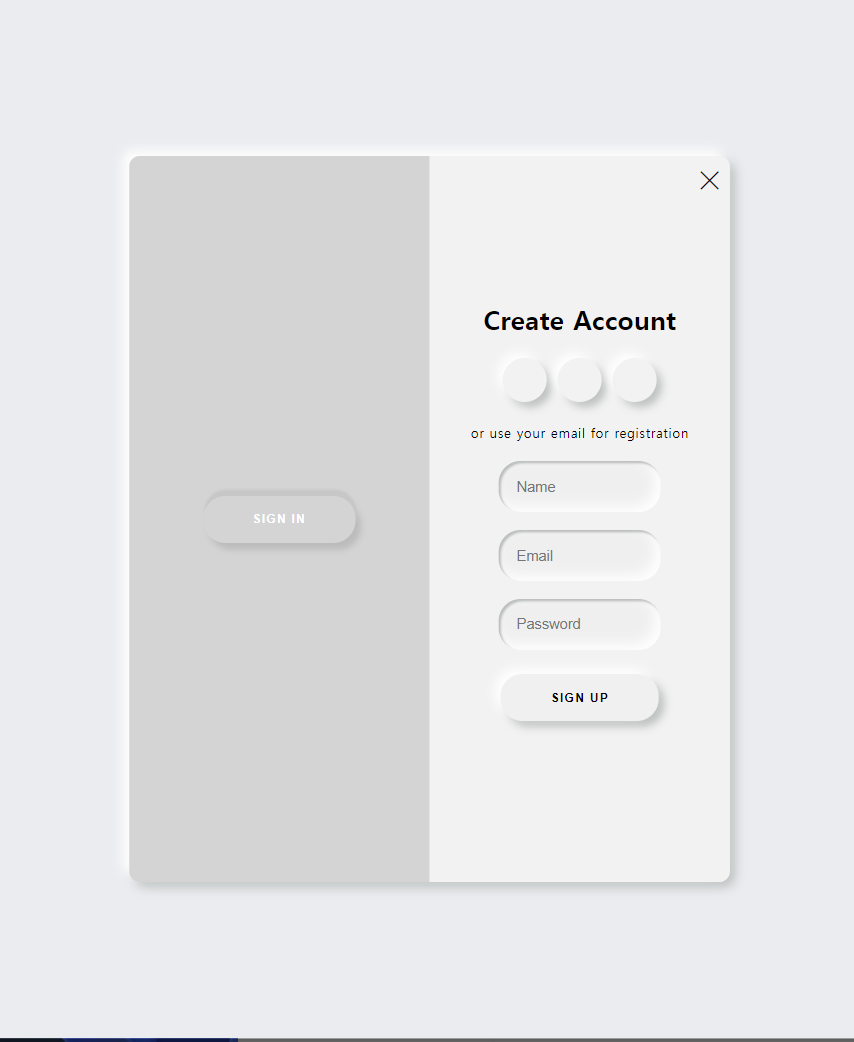 Create Account
or use your email for registration
Name
SIGN IN
Email
Password
SIGN UP